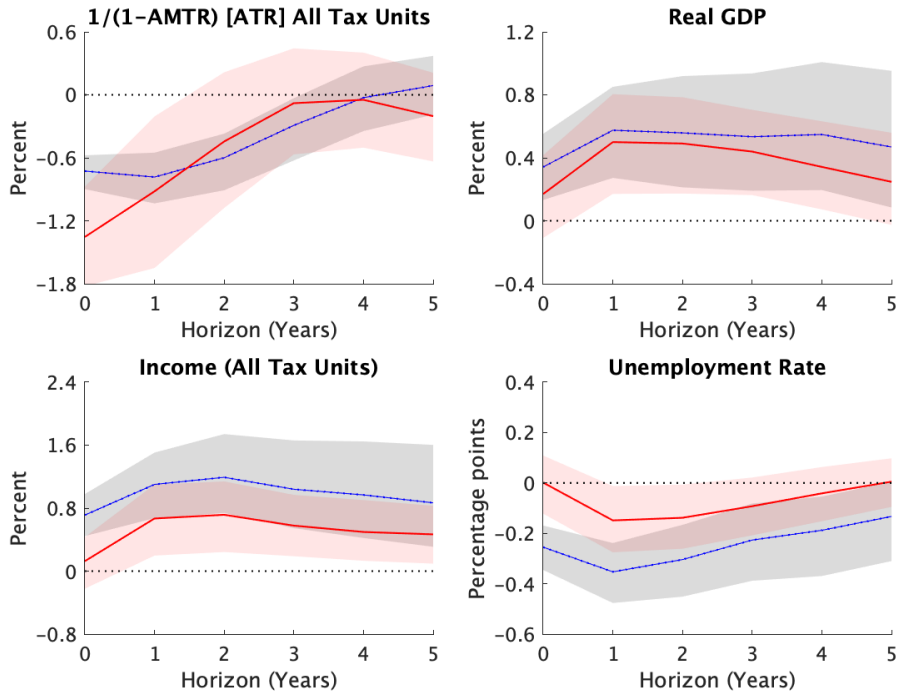 1/(1-AMTR) [ATR] All Tax Units
0.6
0
-0.6
-1.2
-1.8
Percent
0 1 2 3 4 5
Horizon (Years)
Real GDP
1.2
0.8
0.4
0
-0.4
Percent
0 1 2 3 4 5
Horizon (Years)
Income (All Tax Units)
2.4
1.6
0.8
0
-0.8
Percent
0 1 2 3 4 5
Horizon (Years)
Unemployment Rate
0.4
0.2
0
-0.2
-0.4
-0.6
Percentage points
0 1 2 3 4 5
Horizon (Years)